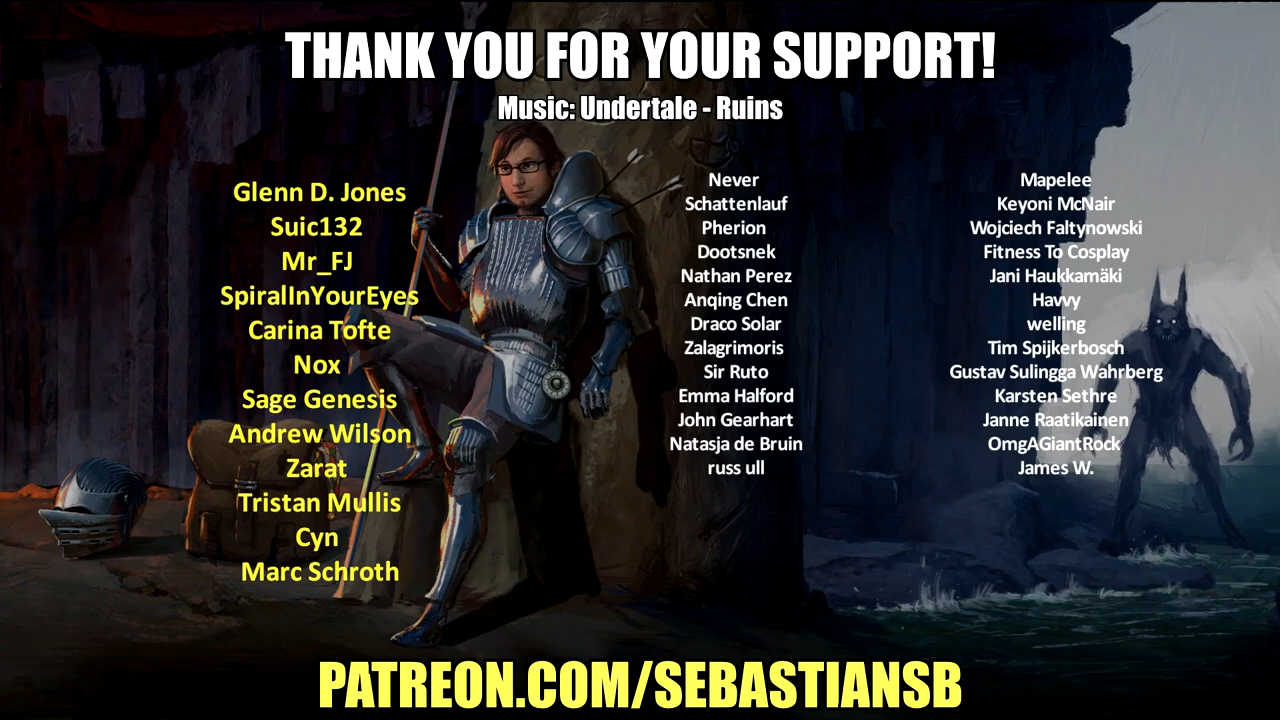 THANK YOU FOR YOUR SUPPORT!
Music: Undertale - Ruins
Glenn D. Jones
Suic132
Mr_FJ
SpiralInYourEyes
Carina Tofte
Nox
Sage Genesis
Andrew Wilson
Zarat
Tristan Mullis
Cyn
Marc Schroth
Never
Schattenlauf
Pherion
Dootsnek
Nathan Perez
Anqing Chen
Draco Solar
Zalagrimoris
Sir Ruto
Emma Halford
John Gearhart
Natasja de Bruin
russ ull
Mapelee
Keyoni McNair
Wojciech Faltynowski
Fitness To Cosplay
Jani Haukkamäki
Havvy
welling
Tim Spijkerbosch
Gustav Sulingga Wahrberg
Karsten Sethre
Janne Raatikainen
OmgAGiantRock
James W.
PATREON.COM/SEBASTIANSB